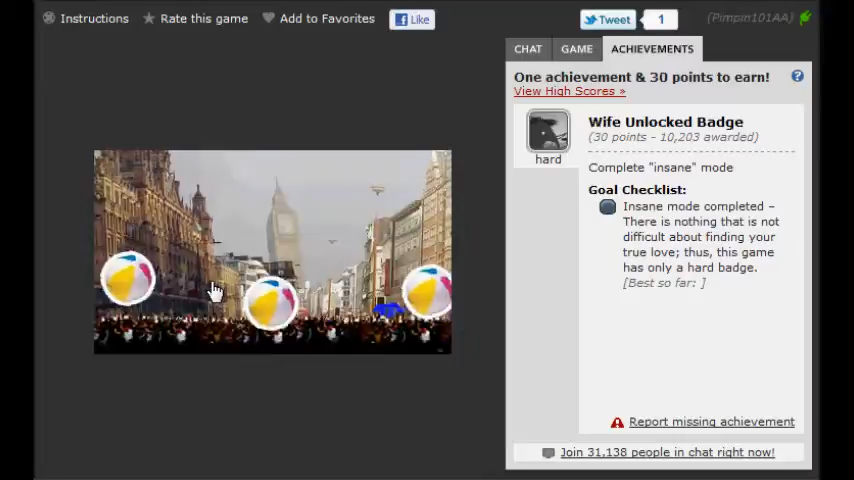 Instructions Rate this game Add to Favorites Like Tweet 1 (Pimpin101AA)
CHAT GAME ACHIEVEMENTS
One achievement & 30 points to earn! ?
View High Scores »
Wife Unlocked Badge
(30 points - 10,203 awarded)
hard
Complete "insane" mode
Goal Checklist:
Insane mode completed –
There is nothing that is not
difficult about finding your
true love; thus, this game
has only a hard badge.
[Best so far: ]
Report missing achievement
Join 31,138 people in chat right now!